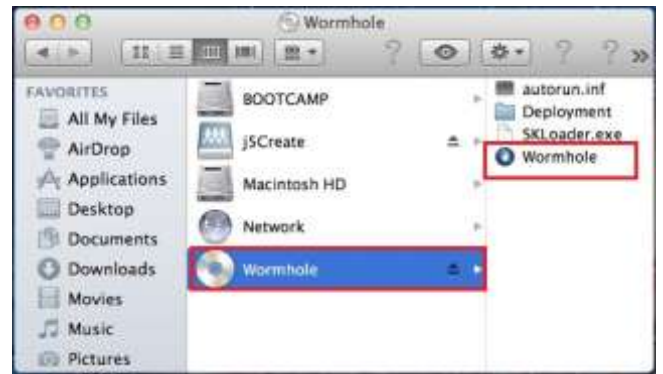 Wormhole
FAVORITES
All My Files
AirDrop
Applications
Desktop
Documents
Downloads
Movies
Music
Pictures
BOOTCAMP
j5Create
Macintosh HD
Network
Wormhole
autorun.inf
Deployment
SKLoader.exe
Wormhole